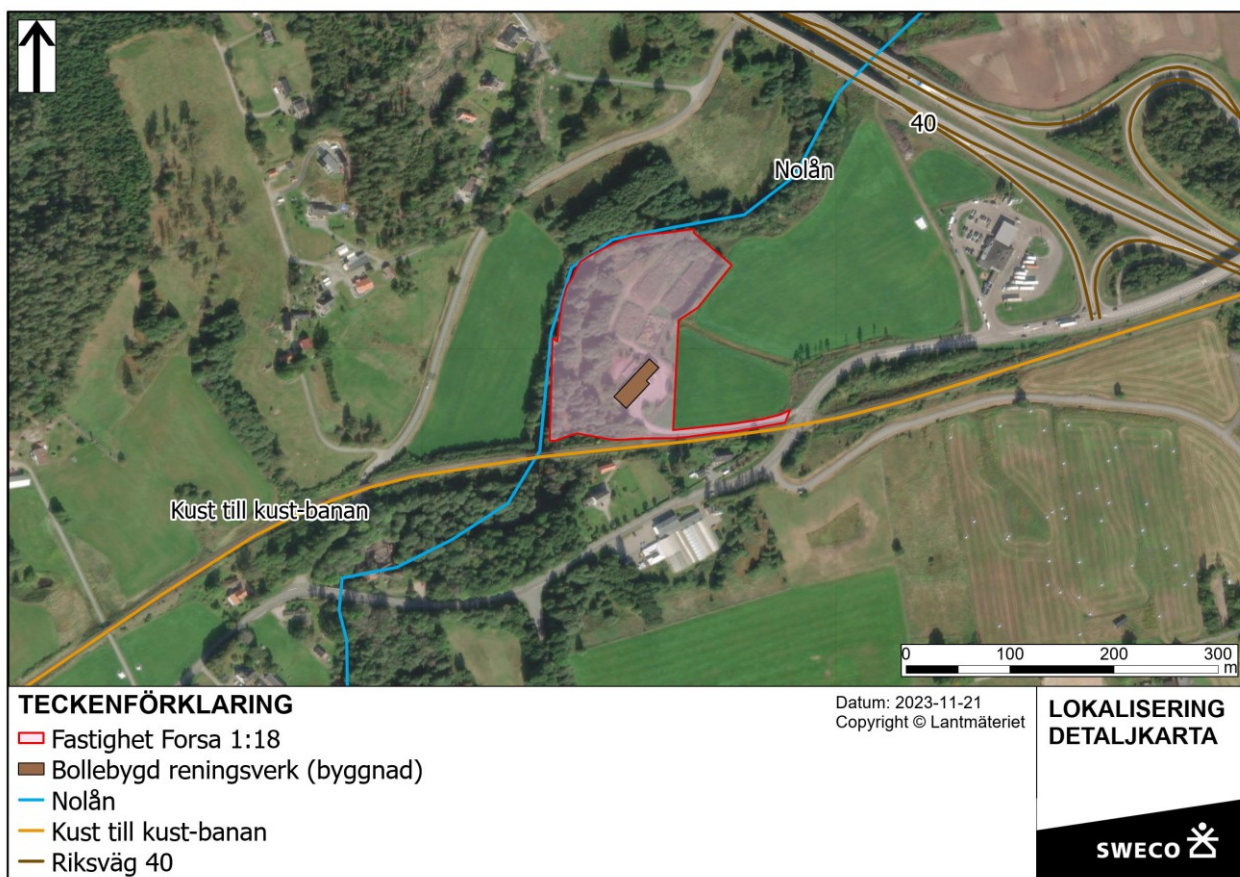 40
Nolån
Kust till kust-banan
0 100 200 300
m
TECKENFÖRKLARING
Fastighet Forsa 1:18
Bollebygd reningsverk (byggnad)
Nolån
Kust till kust-banan
Riksväg 40
Datum: 2023-11-21
Copyright © Lantmäteriet
LOKALISERING
DETALJKARTA
SWECO